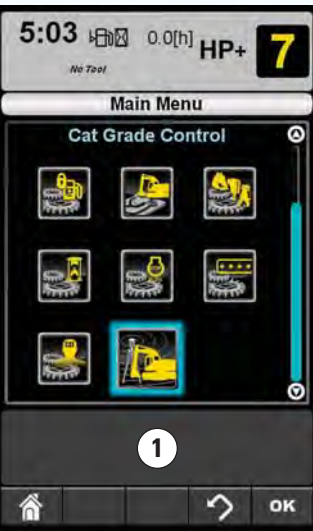 5:03 0.0[h] HP+ 7
No Tool
Main Menu
Cat Grade Control
1
OK